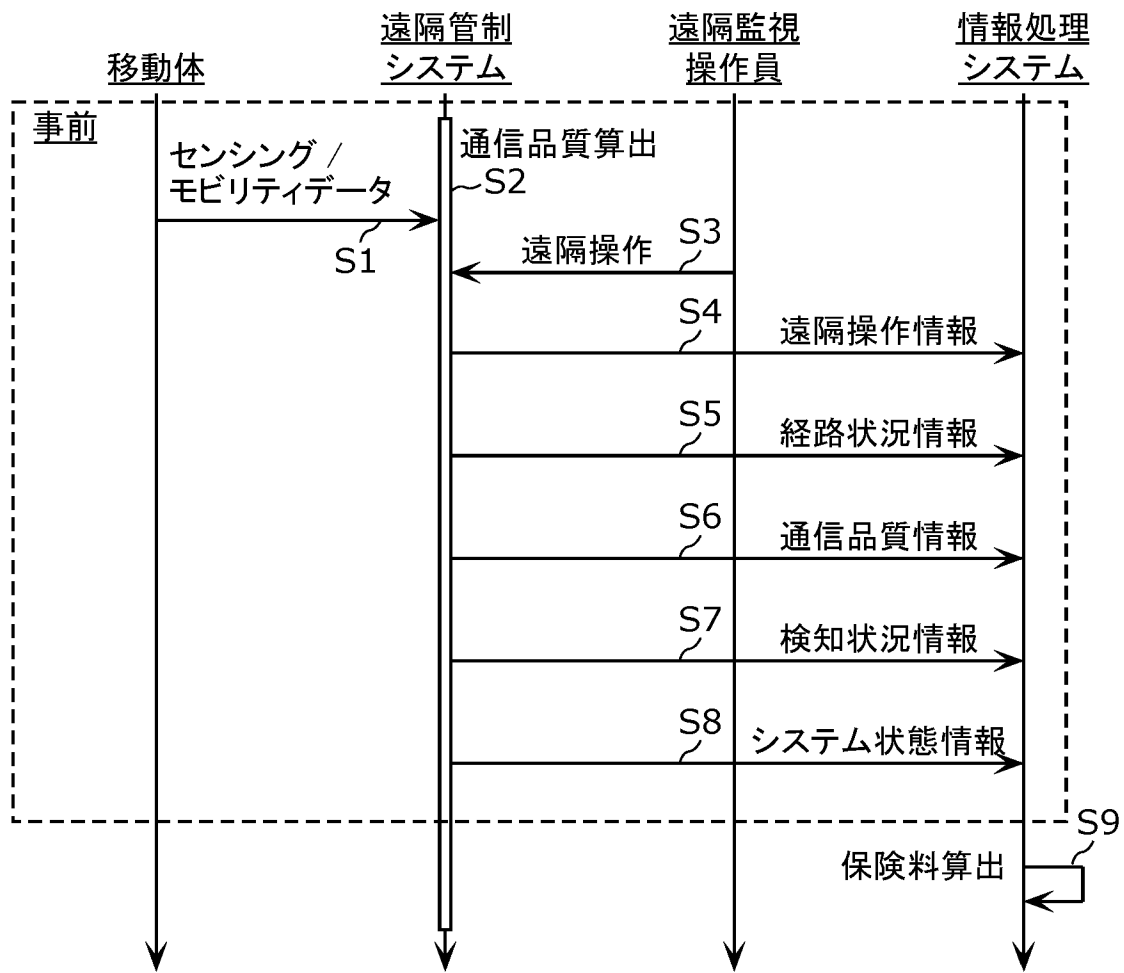 移動体
遠隔管制
システム
遠隔監視
操作員
情報処理
システム
事前
センシング /
モビリティデータ
S1
通信品質算出
S2
S3
遠隔操作
S4
遠隔操作情報
S5
経路状況情報
S6
通信品質情報
S7
検知状況情報
S8
システム状態情報
S9
保険料算出